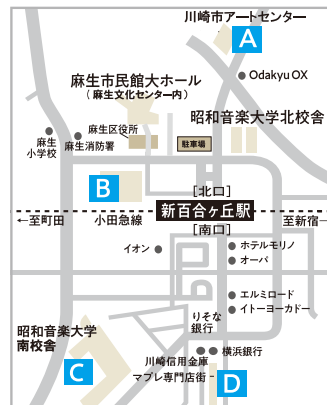 川崎市アートセンター
A
Odakyu OX
麻生市民館大ホール
（麻生文化センター内）
昭和音楽大学北校舎
麻生区役所
麻生
小学校
麻生消防署
駐車場
B
［北口］
←至町田
小田急線
新百合ヶ丘駅
至新宿→
［南口］
イオン
ホテルモリノ
オーパ
エルミロード
イトーヨーカドー
りそな
銀行
昭和音楽大学
南校舎
C
横浜銀行
川崎信用金庫
マプレ専門店街
D